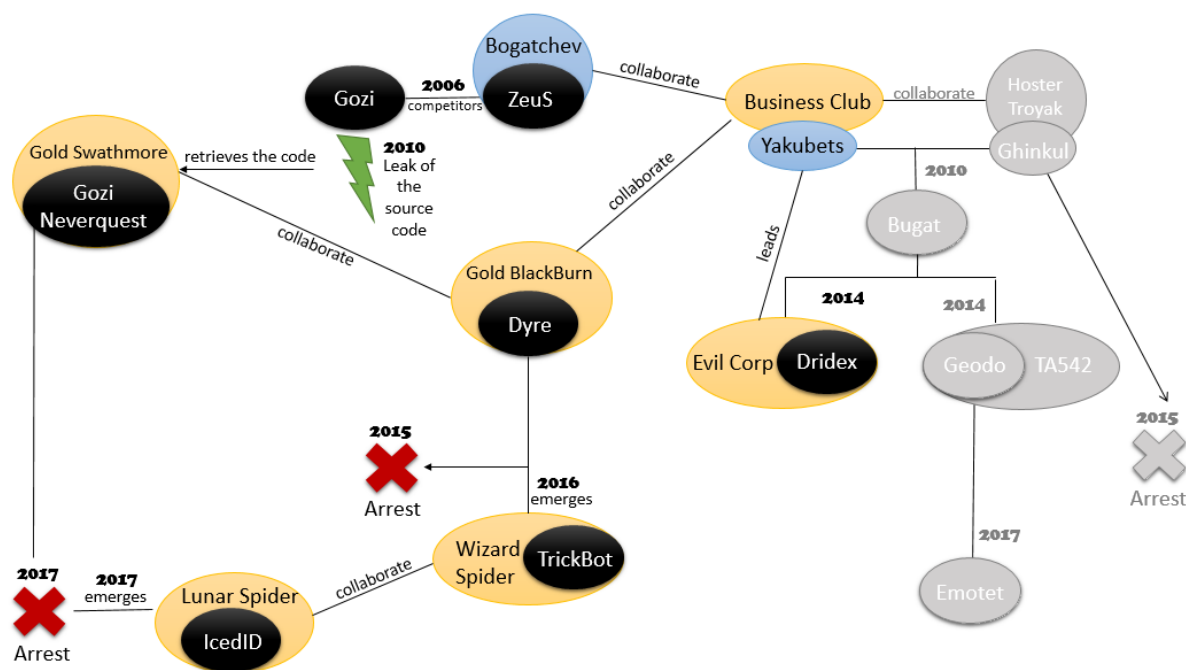 Bogatchev
ZeuS
2006
competitors
Gozi
collaborate
Business Club
Yakubets
collaborate
Hoster
Troyak
Ghinkul
Gold Swathmore
Gozi
Neverquest
retrieves the code
2010
Leak of
the
source
code
collaborate
collaborate
2010
Bugat
leads
Gold BlackBurn
Dyre
2014
2014
Evil Corp
Dridex
Geodo
TA542
2015
Arrest
2015
Arrest
2016
emerges
Wizard
Spider
TrickBot
2017
Emotet
2017
Arrest
2017
emerges
Lunar Spider
IcedID
collaborate